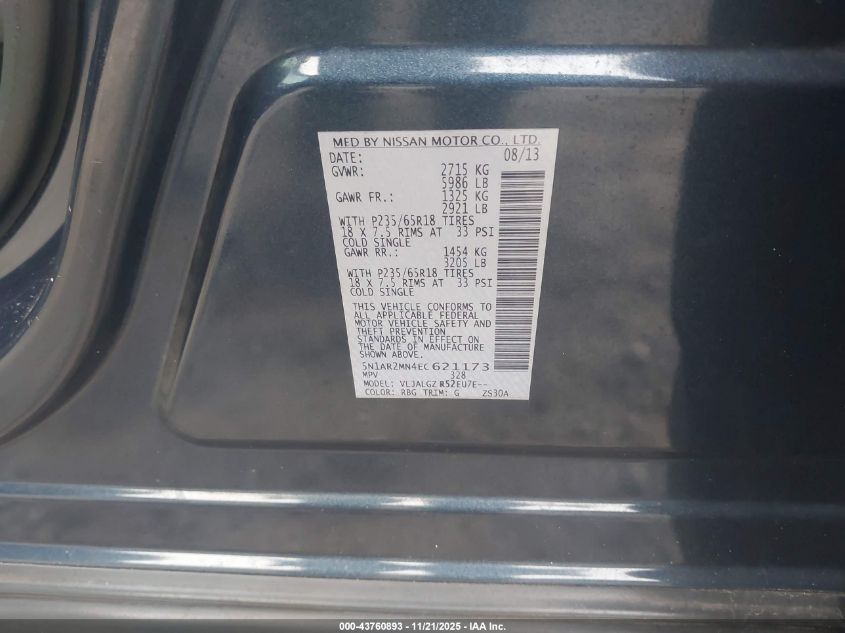 MFD BY NISSAN MOTOR CO., LTD.
DATE: 08/13
GVWR: 2715 KG
5986 LB
GAWR FR.: 1325 KG
2921 LB
WITH P235/65R18 TIRES
18 X 7.5 RIMS AT 33 PSI
COLD SINGLE
GAWR RR.: 1454 KG
3205 LB
WITH P235/65R18 TIRES
18 X 7.5 RIMS AT 33 PSI
COLD SINGLE
THIS VEHICLE CONFORMS TO
ALL APPLICABLE FEDERAL
MOTOR VEHICLE SAFETY AND
THEFT PREVENTION
STANDARDS IN EFFECT ON
THE DATE OF MANUFACTURE
SHOWN ABOVE.
5N1AR2MN4EC 621173
MPV 328
MODEL: VLJALGZ R52EU7E--
COLOR: RBG TRIM: G ZS30A
000-43760893 - 11/21/2025 - IAA Inc.